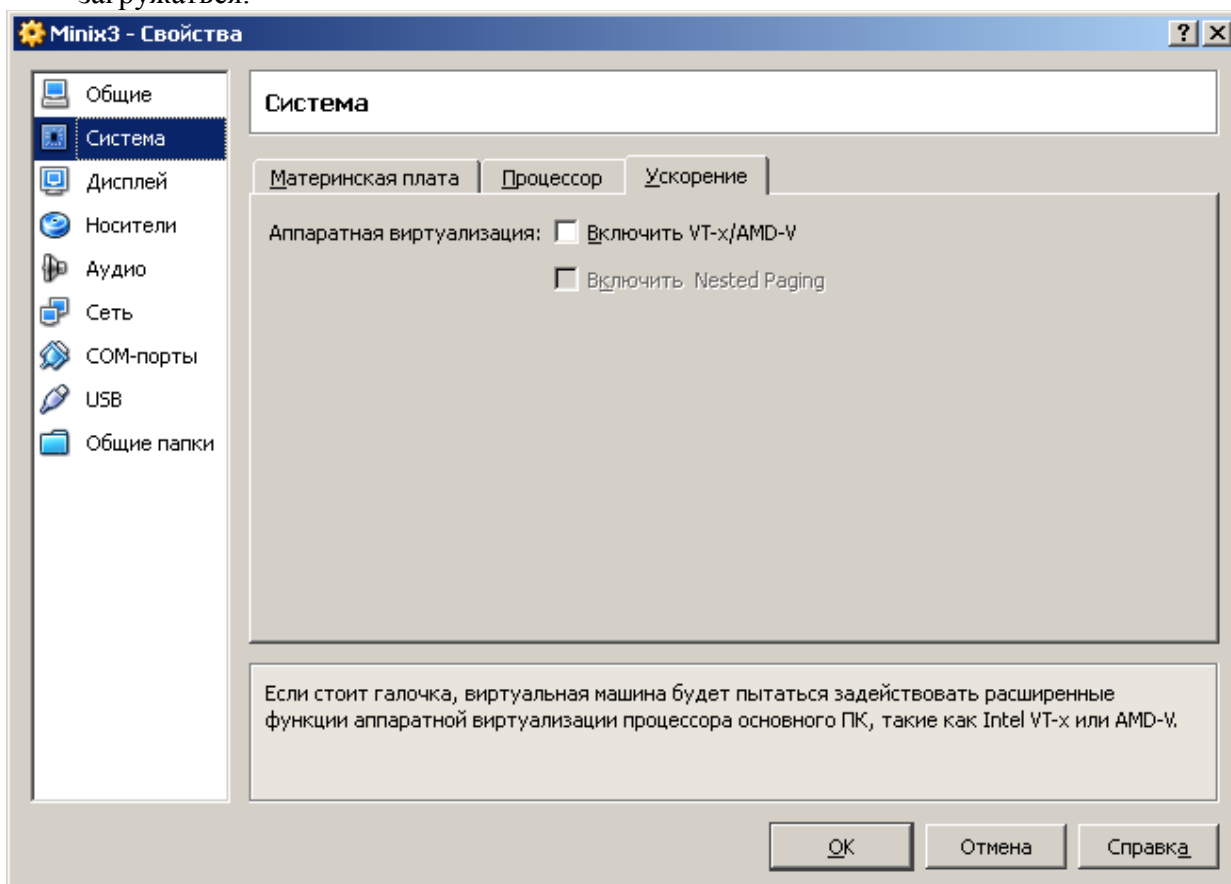 загружаться.
Minix3 - Свойства
Общие
Система
Дисплей
Носители
Аудио
Сеть
COM-порты
USB
Общие папки
Система
Материнская плата Процессор Ускорение
Аппаратная виртуализация: Включить VT-x/AMD-V
Включить Nested Paging
Если стоит галочка, виртуальная машина будет пытаться задействовать расширенные
функции аппаратной виртуализации процессора основного ПК, такие как Intel VT-x или AMD-V.
OK Отмена Справка